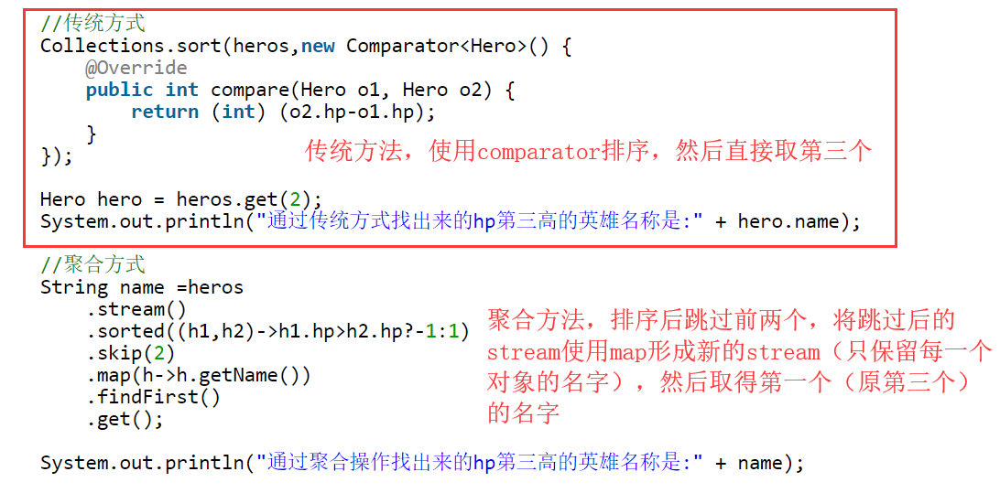 //传统方式
Collections.sort(heros,new Comparator<Hero>() {
    @Override
    public int compare(Hero o1, Hero o2) {
        return (int) (o2.hp-o1.hp);
    }
});
传统方法，使用comparator排序，然后直接取第三个
Hero hero = heros.get(2);
System.out.println("通过传统方式找出来的hp第三高的英雄名称是:" + hero.name);
//聚合方式
String name =heros
    .stream()
    .sorted((h1,h2)->h1.hp>h2.hp?-1:1)
    .skip(2)
    .map(h->h.getName())
    .findFirst()
    .get();
聚合方法，排序后跳过前两个，将跳过后的
stream使用map形成新的stream（只保留每一个
对象的名字），然后取得第一个（原第三个）
的名字
System.out.println("通过聚合操作找出来的hp第三高的英雄名称是:" + name);